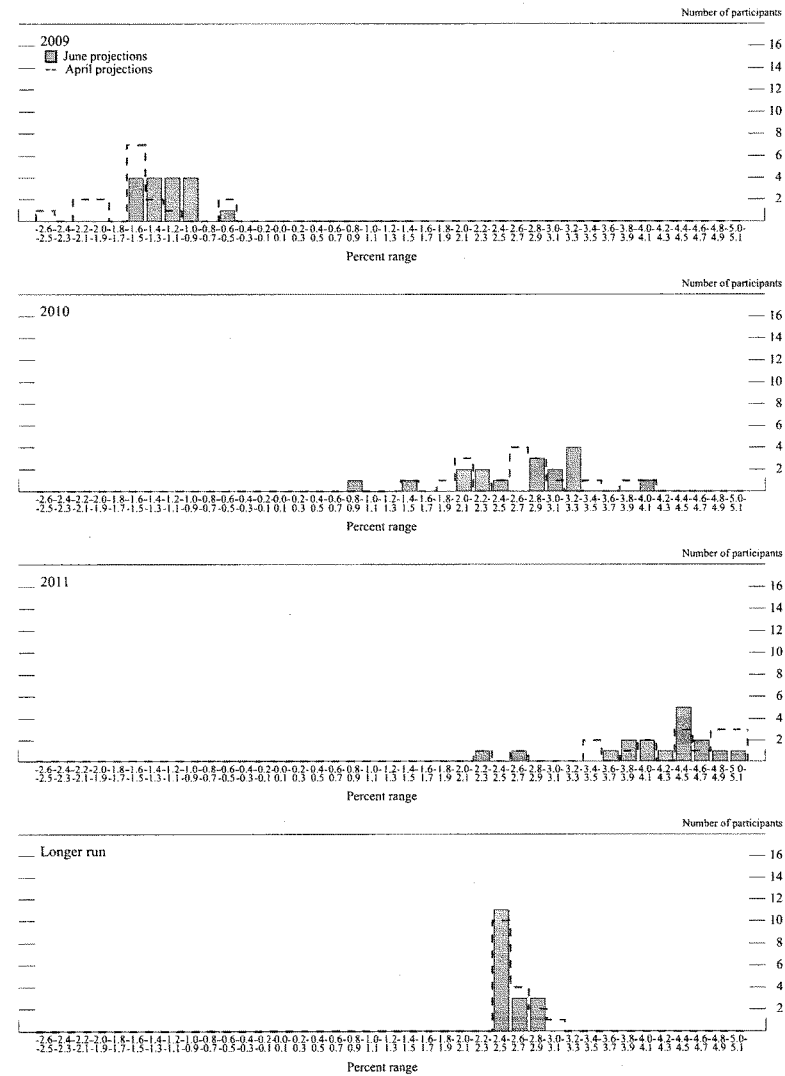 Number of participants
2009
June projections
April projections
16
14
12
10
8
6
4
2
-2.6-2.4-2.2-2.0-1.8-1.6-1.4-1.2-1.0-0.8-0.6-0.4-0.2-0.0- 0.2- 0.4- 0.6- 0.8- 1.0- 1.2- 1.4- 1.6- 1.8- 2.0- 2.2- 2.4- 2.6- 2.8- 3.0- 3.2- 3.4- 3.6- 3.8- 4.0- 4.2- 4.4- 4.6- 4.8- 5.0-
-2.5-2.3-2.1-1.9-1.7-1.5-1.3-1.1-0.9-0.7-0.5-0.3-0.1 0.1 0.3 0.5 0.7 0.9 1.1 1.3 1.5 1.7 1.9 2.1 2.3 2.5 2.7 2.9 3.1 3.3 3.5 3.7 3.9 4.1 4.3 4.5 4.7 4.9 5.1
Percent range
Number of participants
2010
16
14
12
10
8
6
4
2
-2.6-2.4-2.2-2.0-1.8-1.6-1.4-1.2-1.0-0.8-0.6-0.4-0.2-0.0- 0.2- 0.4- 0.6- 0.8- 1.0- 1.2- 1.4- 1.6- 1.8- 2.0- 2.2- 2.4- 2.6- 2.8- 3.0- 3.2- 3.4- 3.6- 3.8- 4.0- 4.2- 4.4- 4.6- 4.8- 5.0-
-2.5-2.3-2.1-1.9-1.7-1.5-1.3-1.1-0.9-0.7-0.5-0.3-0.1 0.1 0.3 0.5 0.7 0.9 1.1 1.3 1.5 1.7 1.9 2.1 2.3 2.5 2.7 2.9 3.1 3.3 3.5 3.7 3.9 4.1 4.3 4.5 4.7 4.9 5.1
Percent range
Number of participants
2011
16
14
12
10
8
6
4
2
-2.6-2.4-2.2-2.0-1.8-1.6-1.4-1.2-1.0-0.8-0.6-0.4-0.2-0.0- 0.2- 0.4- 0.6- 0.8- 1.0- 1.2- 1.4- 1.6- 1.8- 2.0- 2.2- 2.4- 2.6- 2.8- 3.0- 3.2- 3.4- 3.6- 3.8- 4.0- 4.2- 4.4- 4.6- 4.8- 5.0-
-2.5-2.3-2.1-1.9-1.7-1.5-1.3-1.1-0.9-0.7-0.5-0.3-0.1 0.1 0.3 0.5 0.7 0.9 1.1 1.3 1.5 1.7 1.9 2.1 2.3 2.5 2.7 2.9 3.1 3.3 3.5 3.7 3.9 4.1 4.3 4.5 4.7 4.9 5.1
Percent range
Number of participants
Longer run
16
14
12
10
8
6
4
2
-2.6-2.4-2.2-2.0-1.8-1.6-1.4-1.2-1.0-0.8-0.6-0.4-0.2-0.0- 0.2- 0.4- 0.6- 0.8- 1.0- 1.2- 1.4- 1.6- 1.8- 2.0- 2.2- 2.4- 2.6- 2.8- 3.0- 3.2- 3.4- 3.6- 3.8- 4.0- 4.2- 4.4- 4.6- 4.8- 5.0-
-2.5-2.3-2.1-1.9-1.7-1.5-1.3-1.1-0.9-0.7-0.5-0.3-0.1 0.1 0.3 0.5 0.7 0.9 1.1 1.3 1.5 1.7 1.9 2.1 2.3 2.5 2.7 2.9 3.1 3.3 3.5 3.7 3.9 4.1 4.3 4.5 4.7 4.9 5.1
Percent range